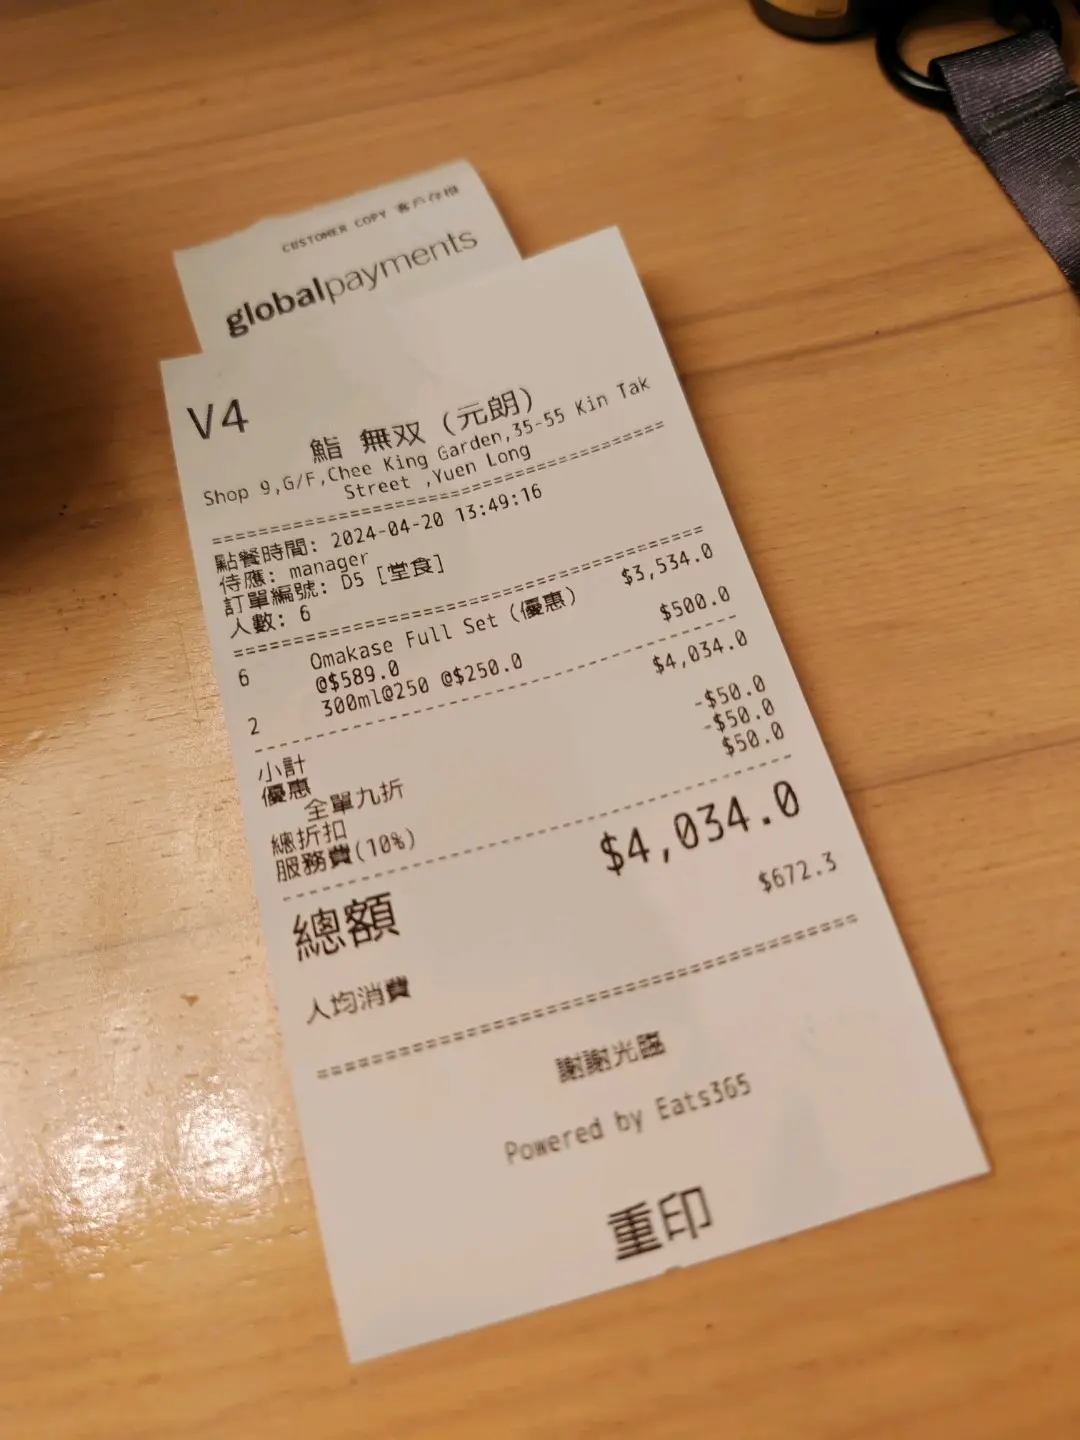 CUSTOMER COPY 客戶存根
globalpayments
V4
鮨 無双 (元朗)
Shop 9,G/F,Chee King Garden,35-55 Kin Tak
Street ,Yuen Long
點餐時間: 2024-04-20 13:49:16
侍應: manager
訂單編號: D5 [堂食]
人數: 6
6 Omakase Full Set (優惠) $3,534.0
@$589.0
2 300ml@250 @$250.0 $500.0
小計 $4,034.0
優惠
全單九折 -$50.0
總折扣 -$50.0
服務費(10%) $50.0
總額 $4,034.0
人均消費 $672.3
謝謝光臨
Powered by Eats365
重印